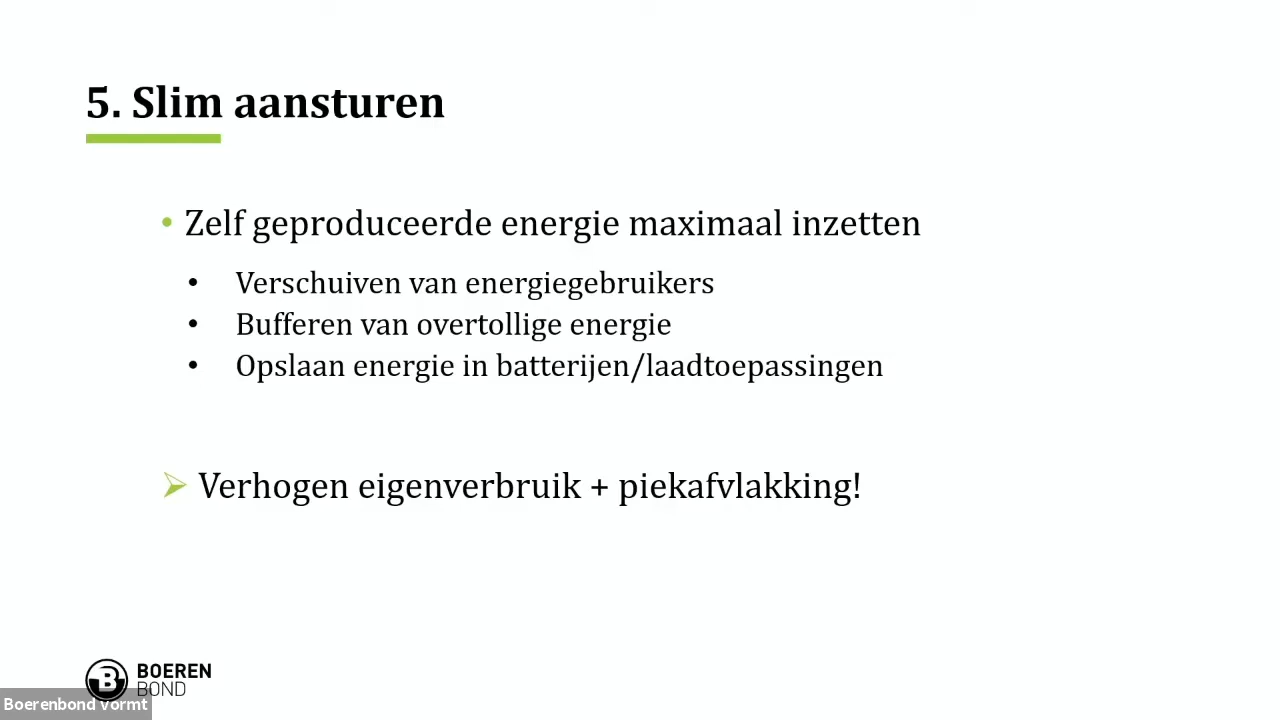 5. Slim aansturen
• Zelf geproduceerde energie maximaal inzetten
• Verschuiven van energiegebruikers
• Bufferen van overtollige energie
• Opslaan energie in batterijen/laadtoepassingen
➢ Verhogen eigenverbruik + piekafvlakking!
B BOEREN
BOND
Boerenbond Vormt